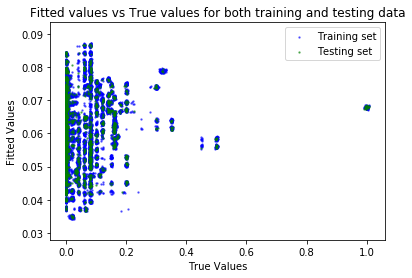 Fitted values vs True values for both training and testing data
Training set
Testing set
0.09
0.08
0.07
0.06
0.05
0.04
0.03
Fitted Values
0.0 0.2 0.4 0.6 0.8 1.0
True Values